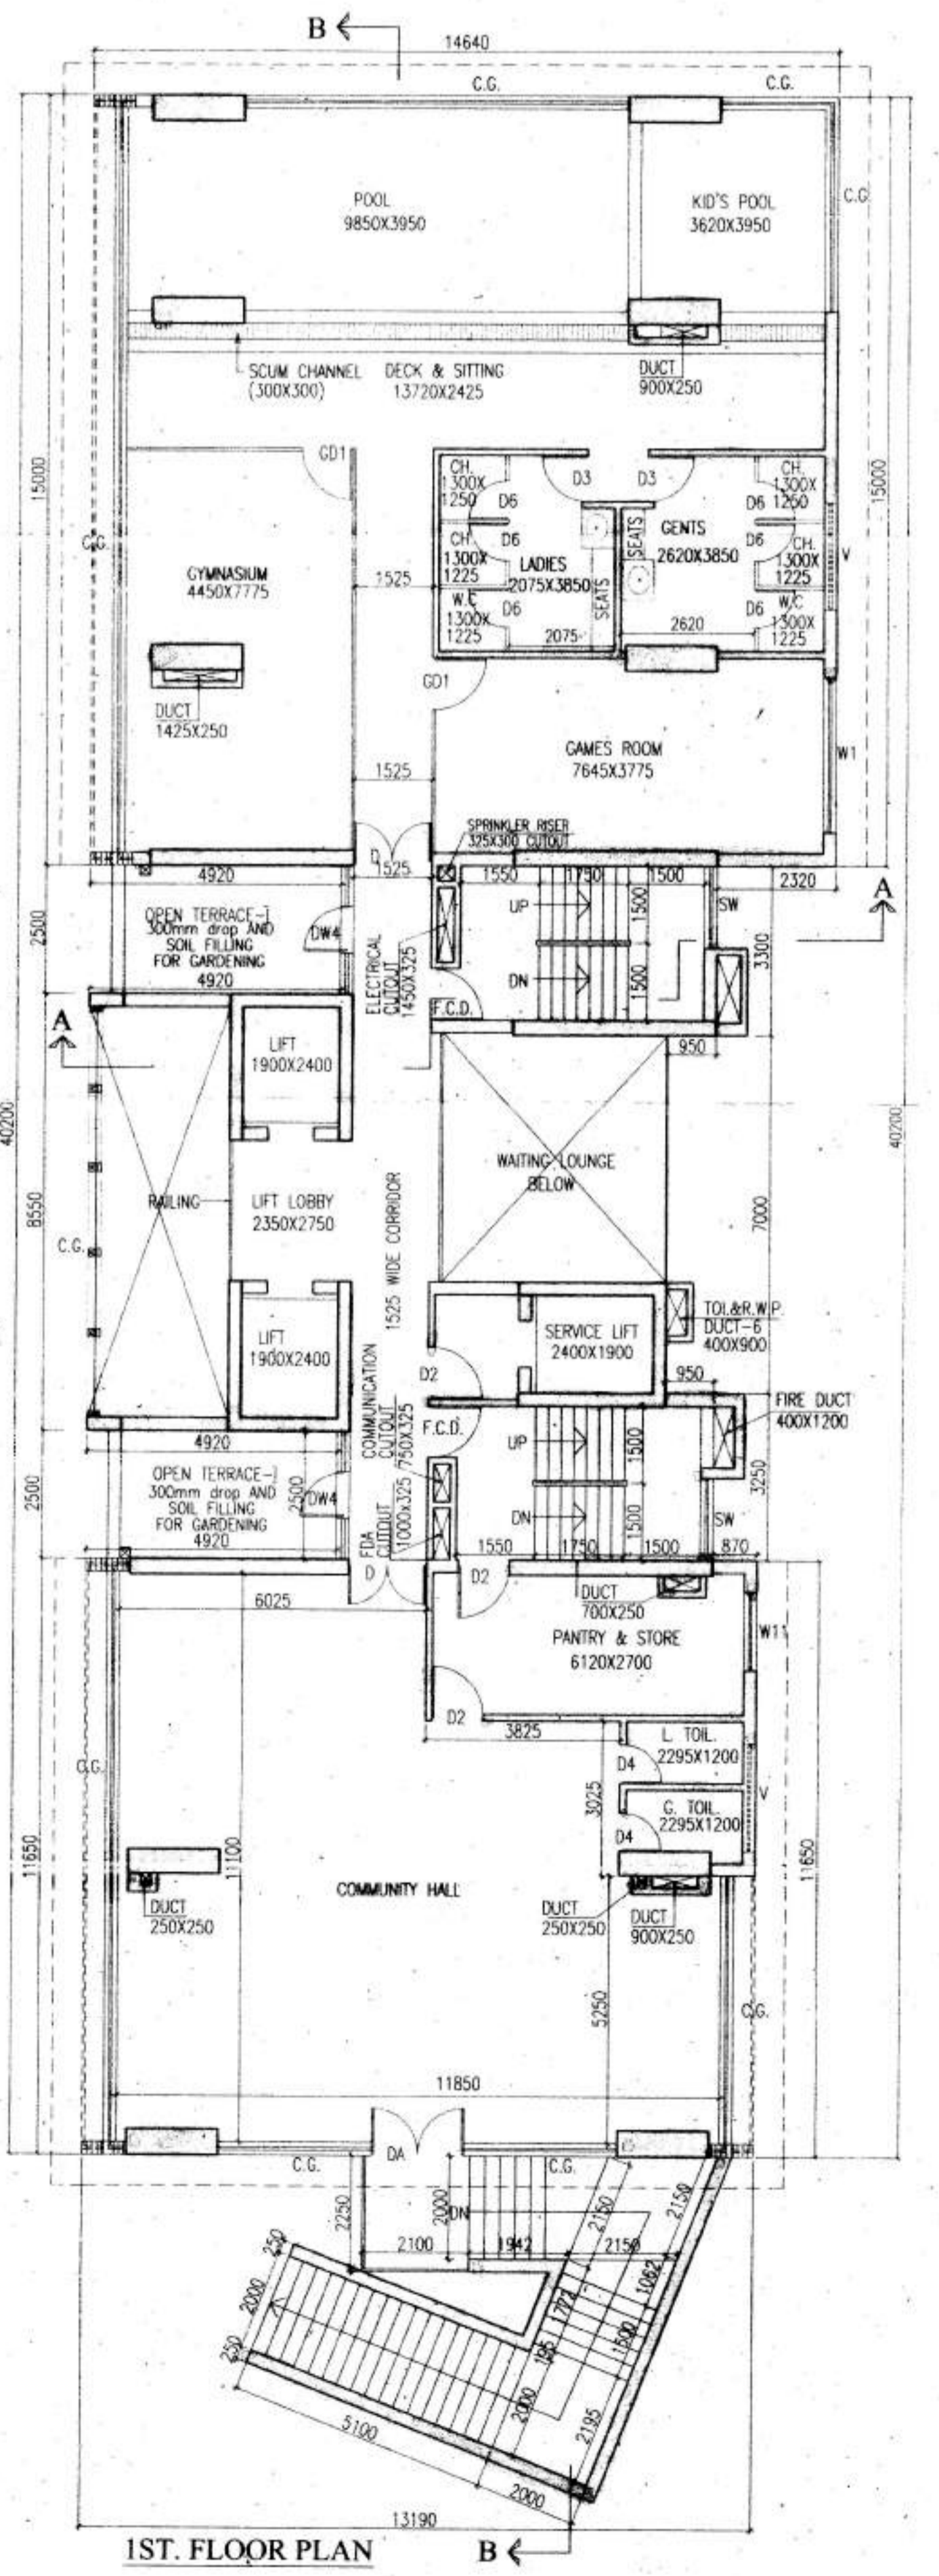 B
14640
C.G.
C.G.
POOL
9850X3950
KID'S POOL
3620X3950
C.G
SCUM CHANNEL
(300X300)
DECK & SITTING
13720X2425
DUCT
900X250
15000
15000
GD1
C.G.
GYMNASIUM
4450X7775
1525
CH.
1300X
1250
D6
D3
D3
D6
CH.
1300X
1250
CH.
1300X
1225
D6
LADIES
2075X3850
SEATS
SEATS
GENTS
2620X3850
D6
CH.
1300X
1225
V
W.C
1300X
1225
D6
2075
2620
D6
W.C
1300X
1225
DUCT
1425X250
GD1
GAMES ROOM
7645X3775
W1
1525
SPRINKLER RISER
325X300 CUTOUT
D
1525
4920
1550
1750
1500
2320
A
OPEN TERRACE-1
300mm drop AND
SOIL FILLING
FOR GARDENING
4920
DW4
2500
ELECTRICAL
CUTOUT
1450X325
UP
DN
1500
1500
SW
3300
F.C.D.
950
A
LIFT
1900X2400
40200
40200
WAITING LOUNGE
BELOW
RAILING
LIFT LOBBY
2350X2750
1525 WIDE CORRIDOR
8550
7000
C.G.
LIFT
1900X2400
SERVICE LIFT
2400X1900
TOI.&R.W.P.
DUCT-6
400X900
D2
950
FIRE DUCT
400X1200
COMMUNICATION
CUTOUT
750X325
F.C.D.
4920
UP
DN
1500
1500
3250
OPEN TERRACE-1
300mm drop AND
SOIL FILLING
FOR GARDENING
4920
2500
2500
DW4
FDA
CUTOUT
1000x325
SW
1550
1750
1500
870
D
D2
6025
DUCT
700X250
PANTRY & STORE
6120X2700
W11
D2
3825
L. TOIL.
2295X1200
D4
3025
G. TOIL.
2295X1200
D4
V
C.G.
11650
11100
11650
COMMUNITY HALL
DUCT
250X250
DUCT
250X250
DUCT
900X250
5250
C.G.
11850
DA
C.G.
C.G.
2250
2000
DN
2100
1942
2150
2150
2150
250
2000
250
1772
1062
195
1500
2000
2195
5100
2000
13190
1ST. FLOOR PLAN
B